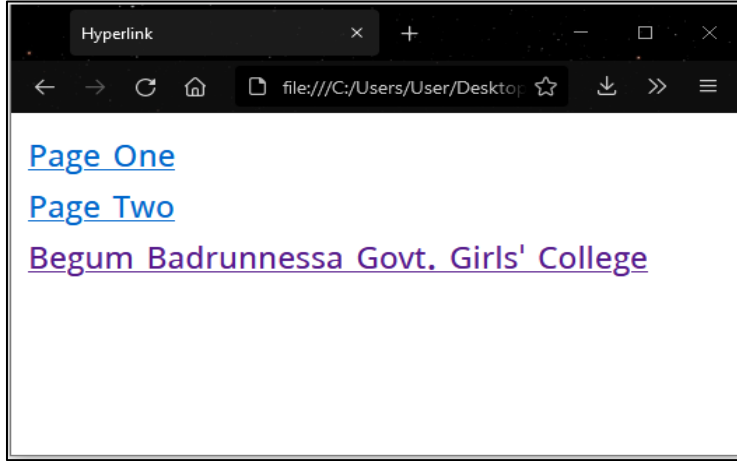 Hyperlink
file:///C:/Users/User/Desktop
Page One
Page Two
Begum Badrunnessa Govt. Girls' College